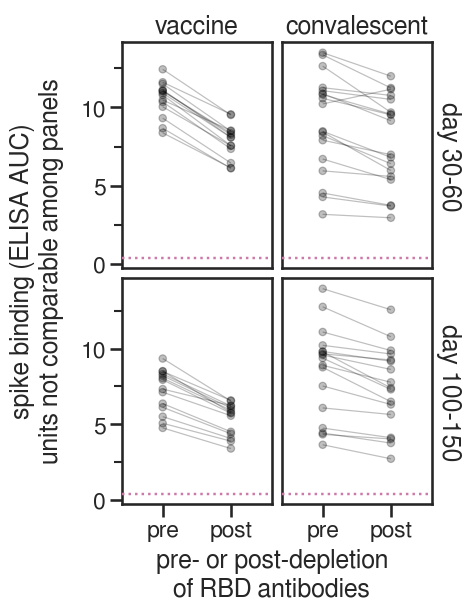 vaccine convalescent
spike binding (ELISA AUC)
units not comparable among panels
10
5
0
day 30-60
10
5
0
day 100-150
pre post pre post
pre- or post-depletion
of RBD antibodies